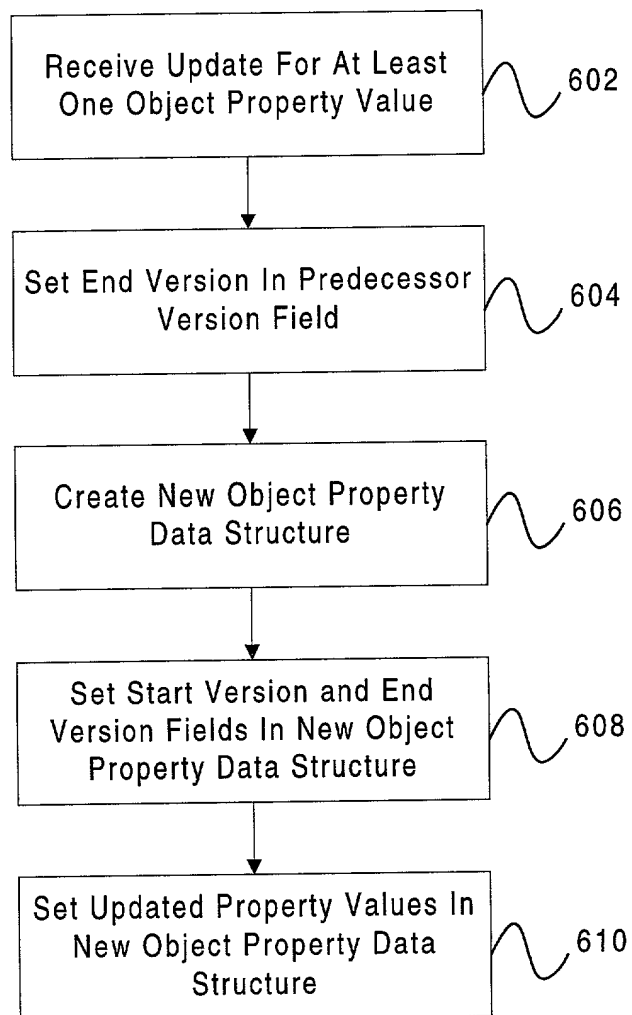 Receive Update For At Least
One Object Property Value
602
Set End Version In Predecessor
Version Field
604
Create New Object Property
Data Structure
606
Set Start Version and End
Version Fields In New Object
Property Data Structure
608
Set Updated Property Values In
New Object Property Data
Structure
610